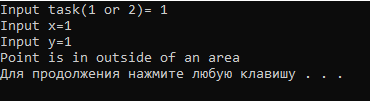 Input task(1 or 2)= 1
Input x=1
Input y=1
Point is in outside of an area
Для продолжения нажмите любую клавишу . . .